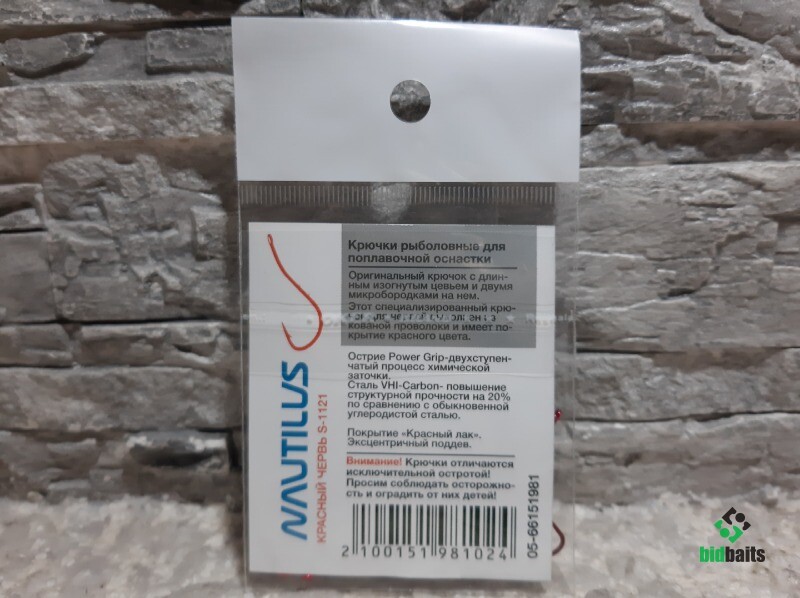 Крючки рыболовные для
поплавочной оснастки
Оригинальный крючок с длин-
ным изогнутым цевьем и двумя
микробородками на нем.
Этот специализированный крю-
кованой проволоки и имеет по-
крытие красного цвета.
Острие Power Grip-двухступен-
чатый процесс химической
заточки.
Сталь VHI-Carbon- повышение
структурной прочности на 20%
по сравнению с обыкновенной
углеродистой сталью.
Покрытие «Красный лак».
Эксцентричный поддев.
Внимание! Крючки отличаются
исключительной остротой!
Просим соблюдать осторожно-
сть и оградить от них детей!
2 100151 981024
05-66151981
NAUTILUS
КРАСНЫЙ ЧЕРВЬ S-1121
bidbaits